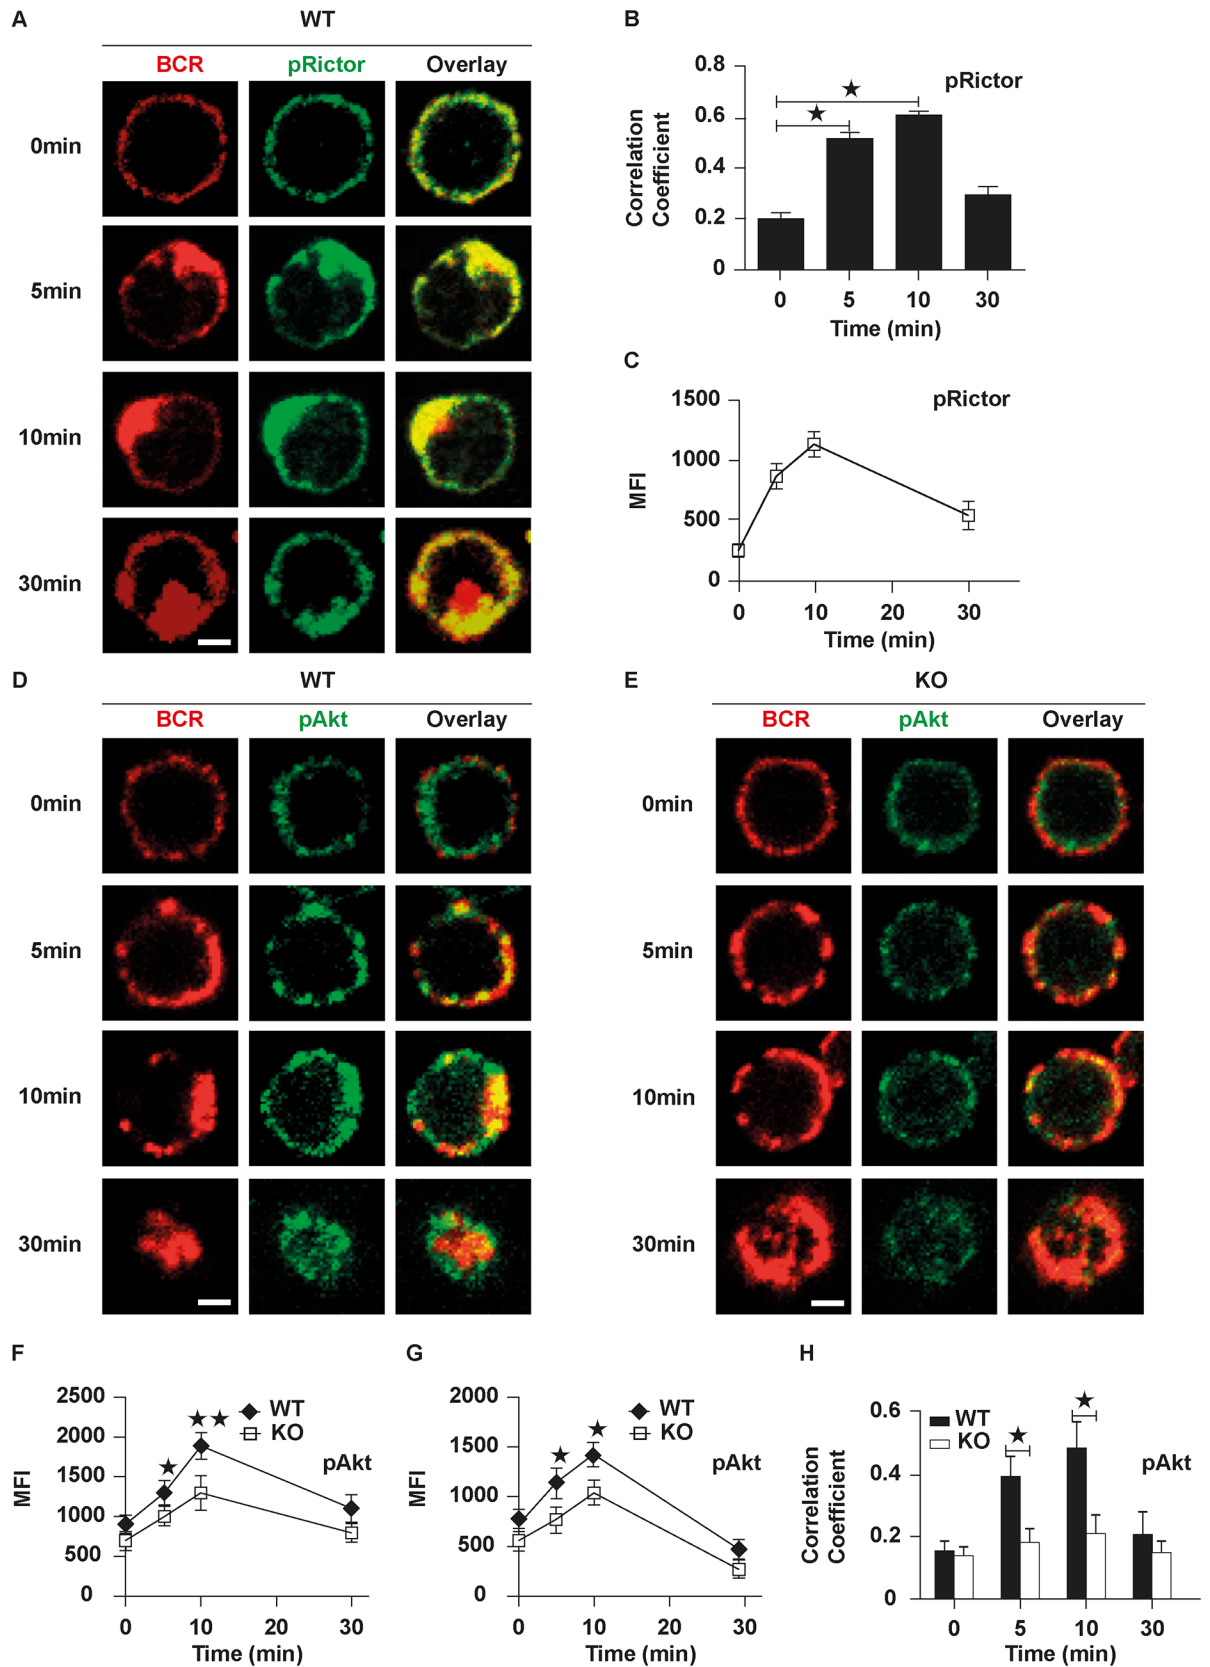 A
WT
BCR pRictor Overlay
0min
5min
10min
30min
B
0.8
0.6
0.4
0.2
0
Correlation
Coefficient
pRictor
★
★
0 5 10 30
Time (min)
C
1500
1000
500
0
MFI
pRictor
0 10 20 30
Time (min)
D
WT
BCR pAkt Overlay
0min
5min
10min
30min
E
KO
BCR pAkt Overlay
0min
5min
10min
30min
F
2500
2000
1500
1000
500
0
MFI
★★
★
WT
KO
pAkt
0 10 20 30
Time (min)
G
2000
1500
1000
500
0
MFI
★
★
WT
KO
pAkt
0 10 20 30
Time (min)
H
0.6
0.4
0.2
0
Correlation
Coefficient
WT
KO
★
★
pAkt
0 5 10 30
Time (min)